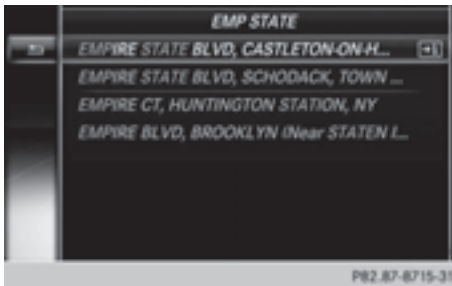 EMP STATE
EMPIRE STATE BLVD, CASTLETON-ON-H...
EMPIRE STATE BLVD, SCHODACK, TOWN ...
EMPIRE CT, HUNTINGTON STATION, NY
EMPIRE BLVD, BROOKLYN (Near STATEN I...
P82.87-8715-31